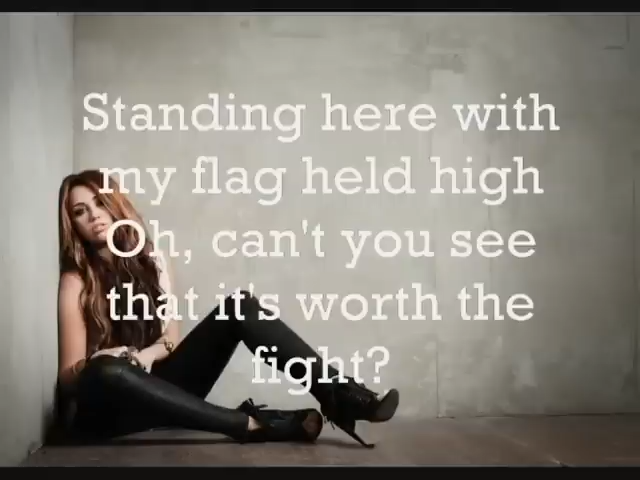 Standing here with
my flag held high
Oh, can't you see
that it's worth the
fight?